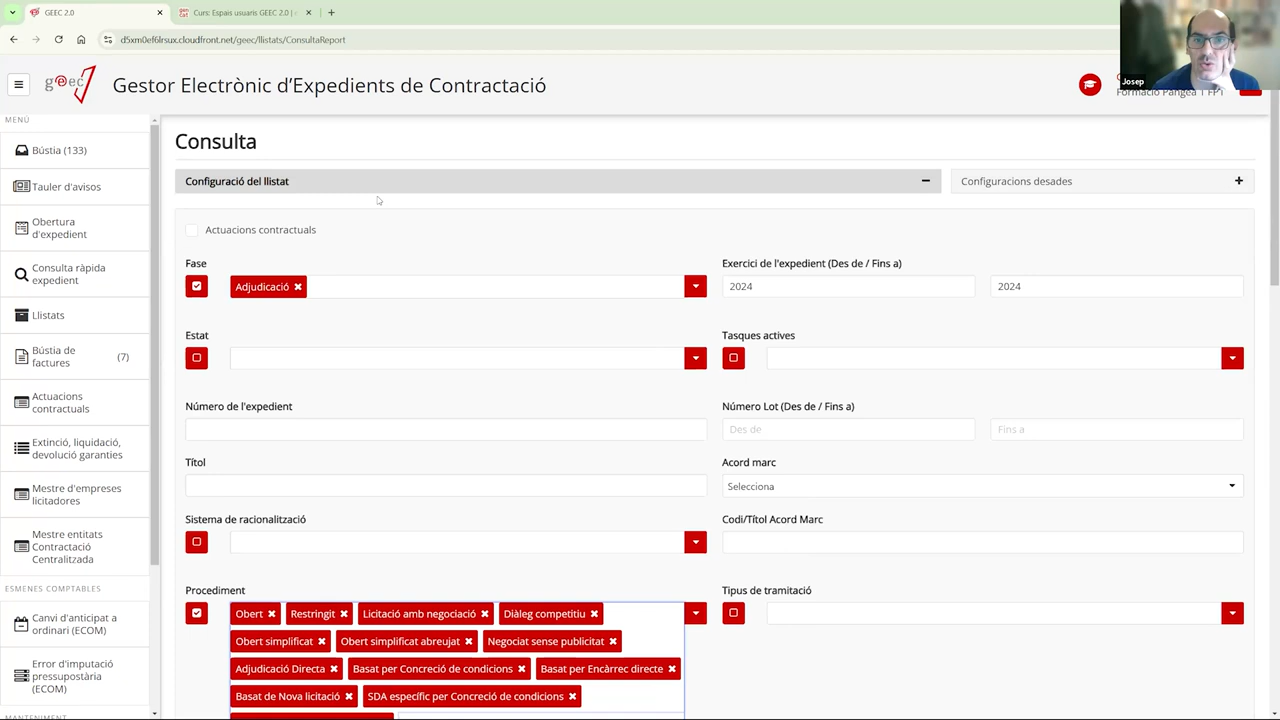 GEEC 2.0
Curs: Espais usuaris GEEC 2.0 | e
d5xm0ef6lrsux.cloudfront.net/geec/llistats/ConsultaReport
Josep
geec
Gestor Electrònic d'Expedients de Contractació
Formació Pangea 1 FP1
MENÚ
Bústia (133)
Tauler d'avisos
Obertura
d'expedient
Consulta ràpida
expedient
Llistats
Bústia de
factures
(7)
Actuacions
contractuals
Extinció, liquidació,
devolució garanties
Mestre d'empreses
licitadores
Mestre entitats
Contractació
Centralitzada
ESMENES COMPTABLES
Canvi d'anticipat a
ordinari (ECOM)
Error d'imputació
pressupostària
(ECOM)
MANTENIMENT
Consulta
Configuració del llistat
Configuracions desades
Actuacions contractuals
Fase
Exercici de l'expedient (Des de / Fins a)
Adjudicació
2024
2024
Estat
Tasques actives
Número de l'expedient
Número Lot (Des de / Fins a)
Des de
Fins a
Títol
Acord marc
Selecciona
Sistema de racionalització
Codi/Títol Acord Marc
Procediment
Tipus de tramitació
Obert
Restringit
Licitació amb negociació
Diàleg competitiu
Obert simplificat
Obert simplificat abreujat
Negociat sense publicitat
Adjudicació Directa
Basat per Concreció de condicions
Basat per Encàrrec directe
Basat de Nova licitació
SDA específic per Concreció de condicions